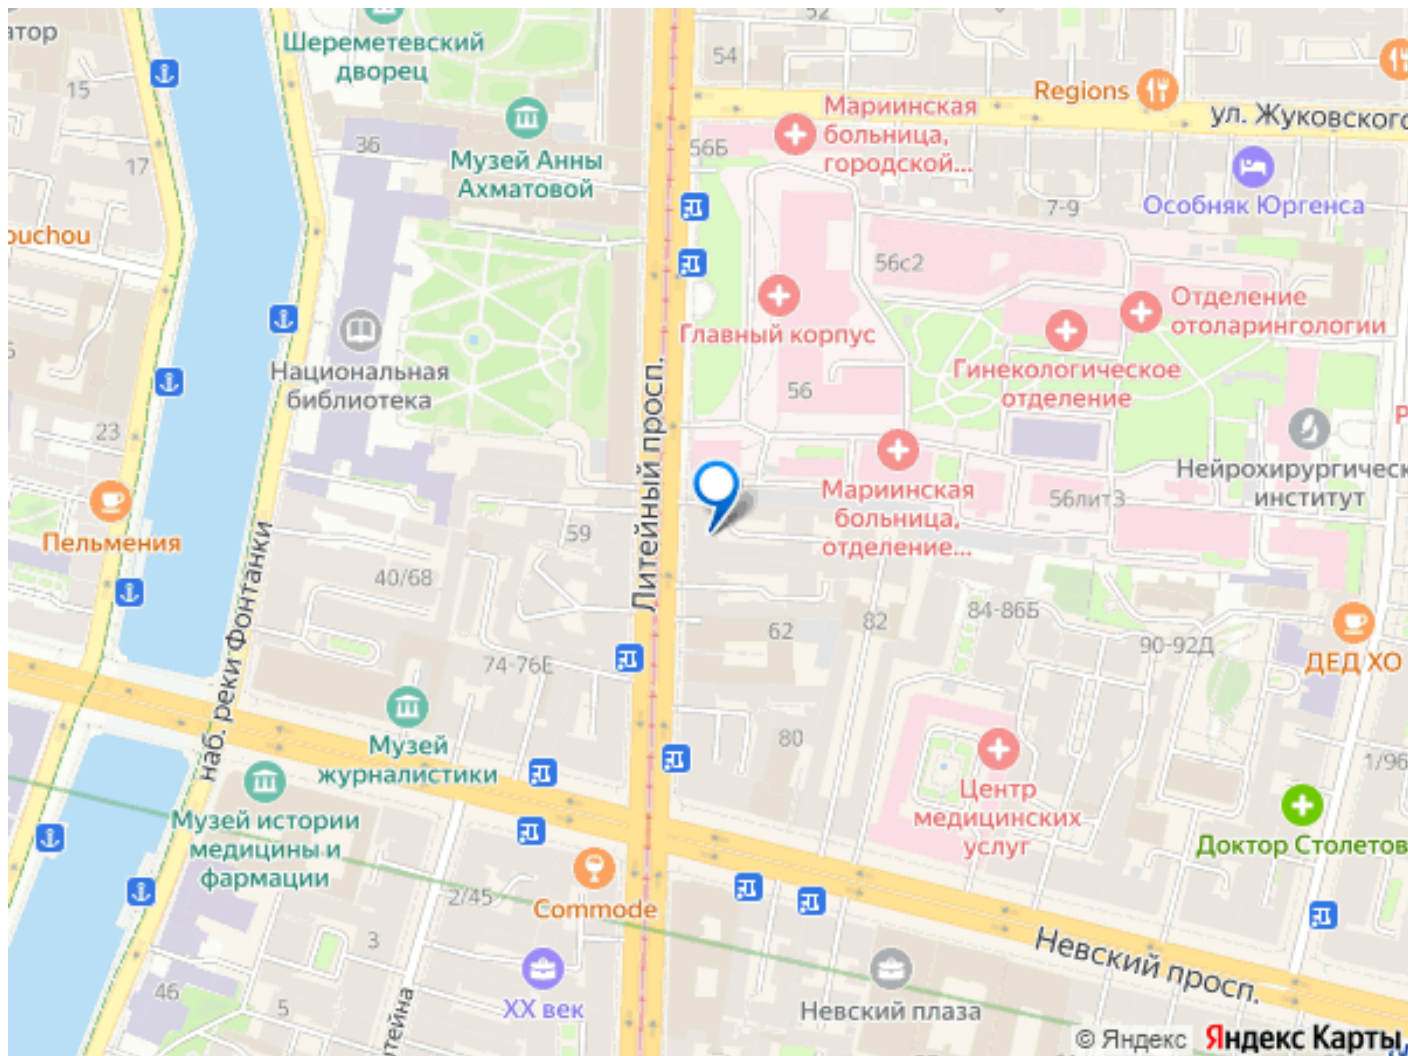 атор
52
Шереметевский
дворец
54
15
Regions
Мариинская
больница,
городской...
ул. Жуковского
36
Музей Анны
Ахматовой
56Б
17
Особняк Юргенса
7-9
ouchou
56с2
Отделение
отоларингологии
Главный корпус
Гинекологическое
отделение
Национальная
библиотека
56
Литейный просп.
23
Нейрохирургическ
институт
Мариинская
больница,
отделение...
56лит3
59
Пельмения
40/68
наб. реки Фонтанки
84-86Б
62
82
90-92Д
74-76Е
ДЕД ХО
80
Музей
журналистики
1/96
Центр
медицинских
услуг
Музей истории
медицины и
фармации
Доктор Столетов
2/45
Commode
3
Невский просп.
46
5
XX век
Невский плаза
тейна
© Яндекс Яндекс Карты